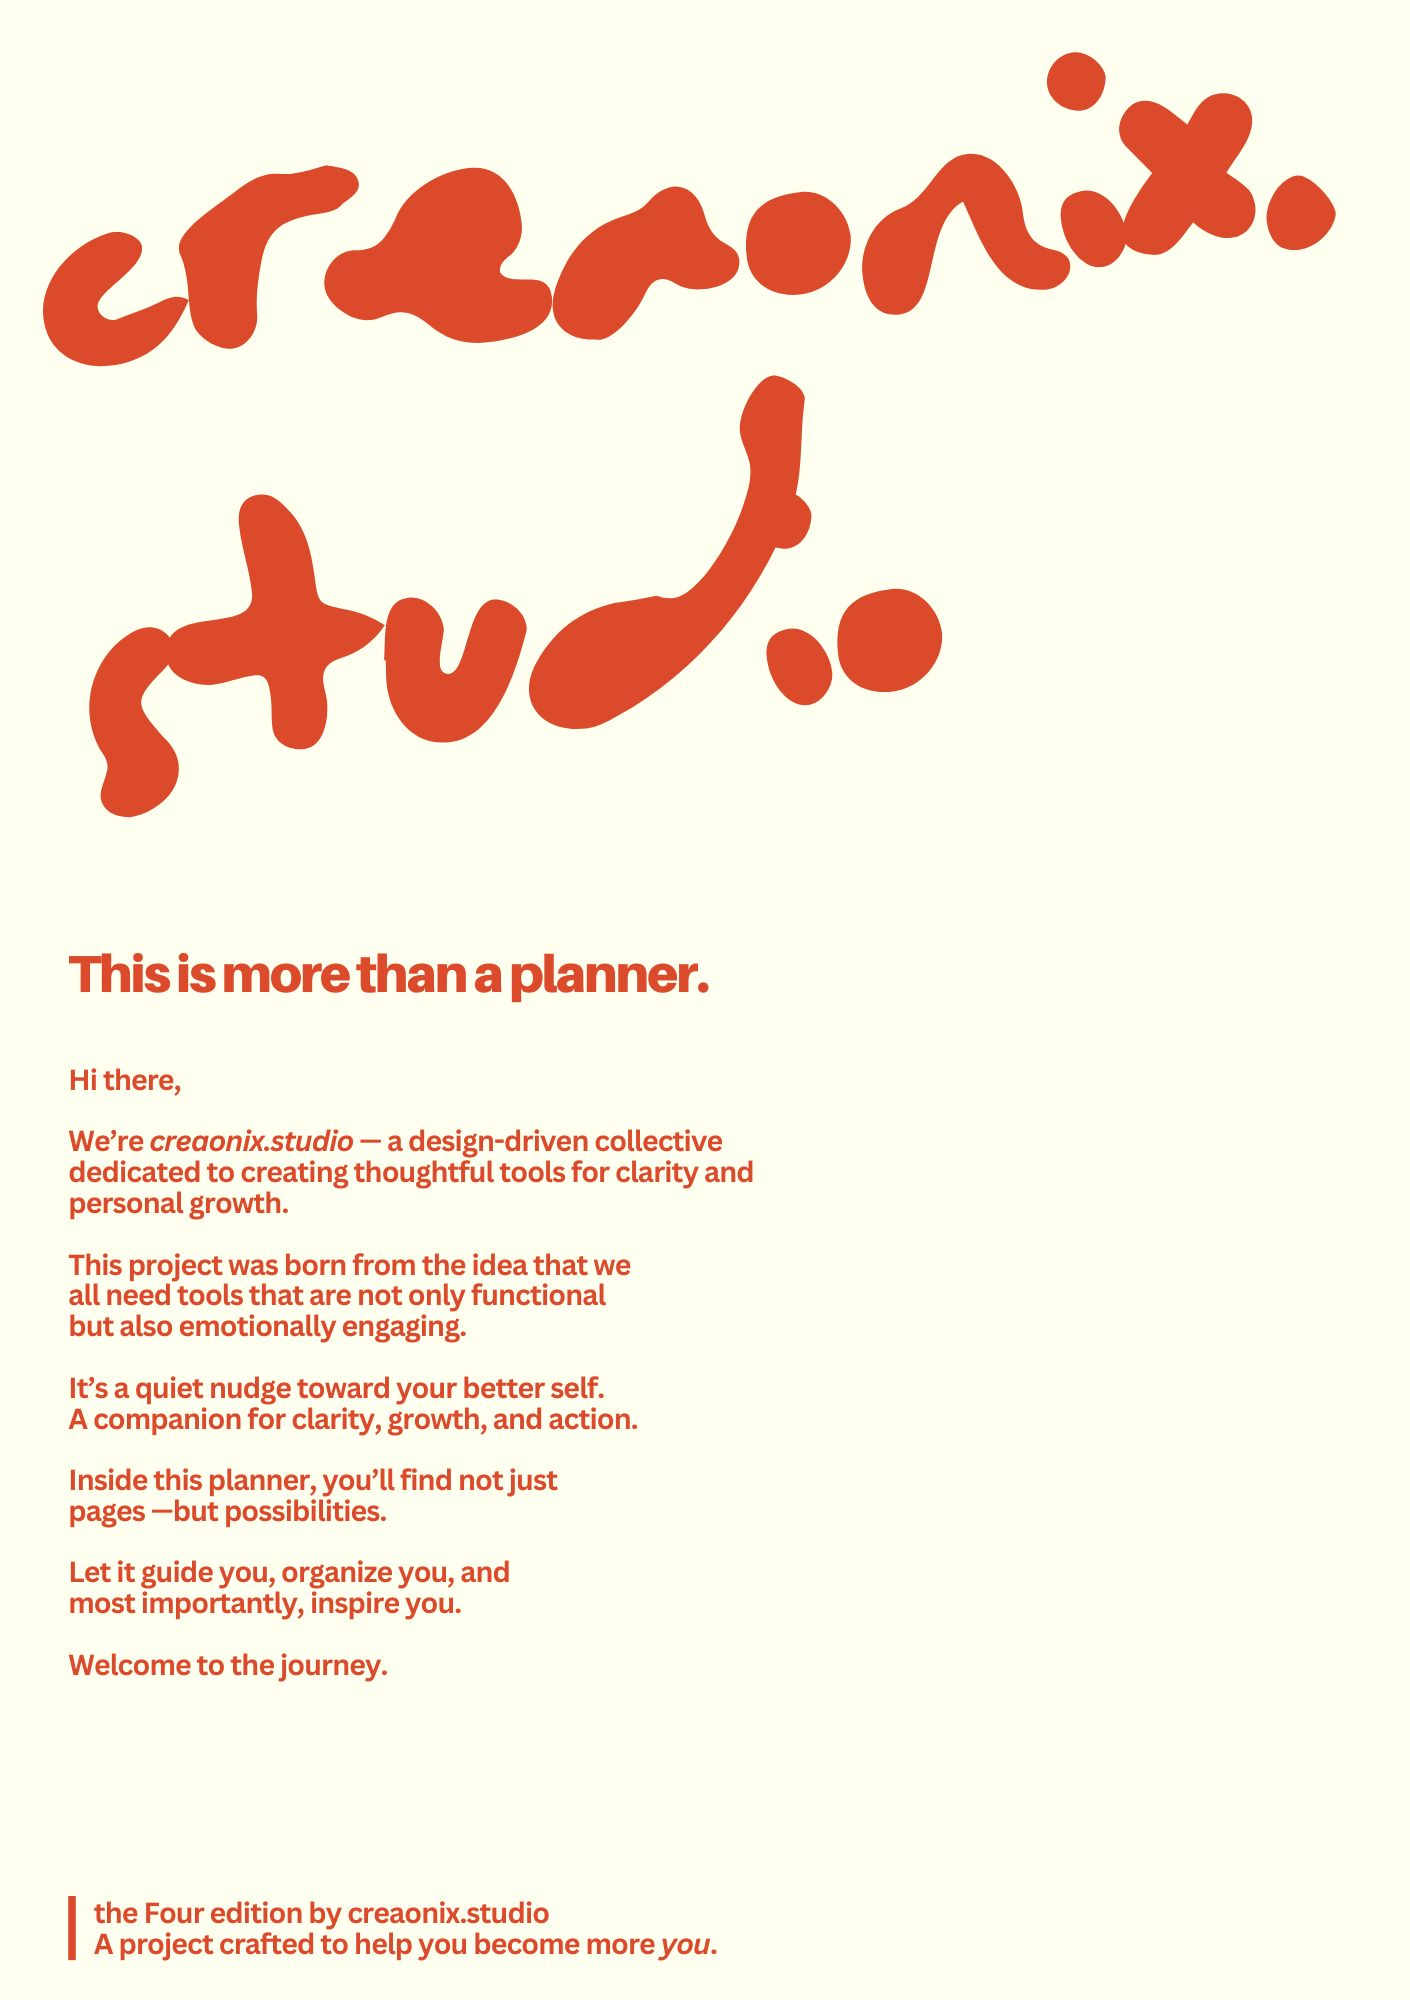 creaonix.
studio
This is more than a planner.
Hi there,
We’re creaonix.studio — a design-driven collective
dedicated to creating thoughtful tools for clarity and
personal growth.
This project was born from the idea that we
all need tools that are not only functional
but also emotionally engaging.
It’s a quiet nudge toward your better self.
A companion for clarity, growth, and action.
Inside this planner, you’ll find not just
pages —but possibilities.
Let it guide you, organize you, and
most importantly, inspire you.
Welcome to the journey.
the Four edition by creaonix.studio
A project crafted to help you become more you.